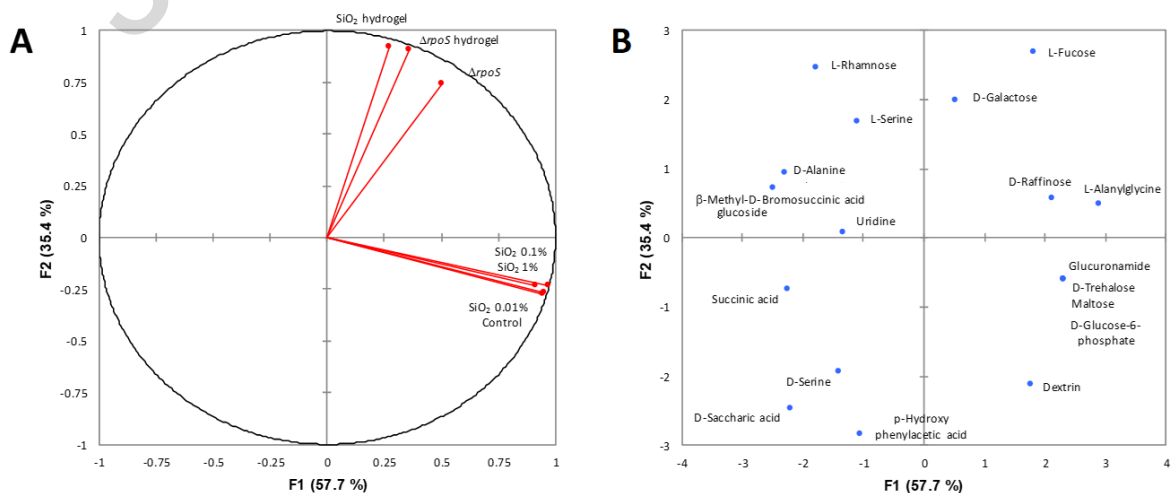 A
SiO2 hydrogel
ΔrpoS hydrogel
ΔrpoS
SiO2 0.1%
SiO2 1%
SiO2 0.01%
Control
1
0.75
0.5
0.25
0
-0.25
-0.5
-0.75
-1
-1
-0.75
-0.5
-0.25
0
0.25
0.5
0.75
1
F2 (35.4 %)
F1 (57.7 %)
B
L-Fucose
L-Rhamnose
D-Galactose
L-Serine
D-Alanine
D-Raffinose
L-Alanylglycine
β-Methyl-D-Bromosuccinic acid
glucoside
Uridine
Glucuronamide
D-Trehalose
Maltose
D-Glucose-6-
phosphate
Succinic acid
D-Serine
Dextrin
D-Saccharic acid
p-Hydroxy
phenylacetic acid
3
2
1
0
-1
-2
-3
-4
-3
-2
-1
0
1
2
3
4
F2 (35.4 %)
F1 (57.7 %)